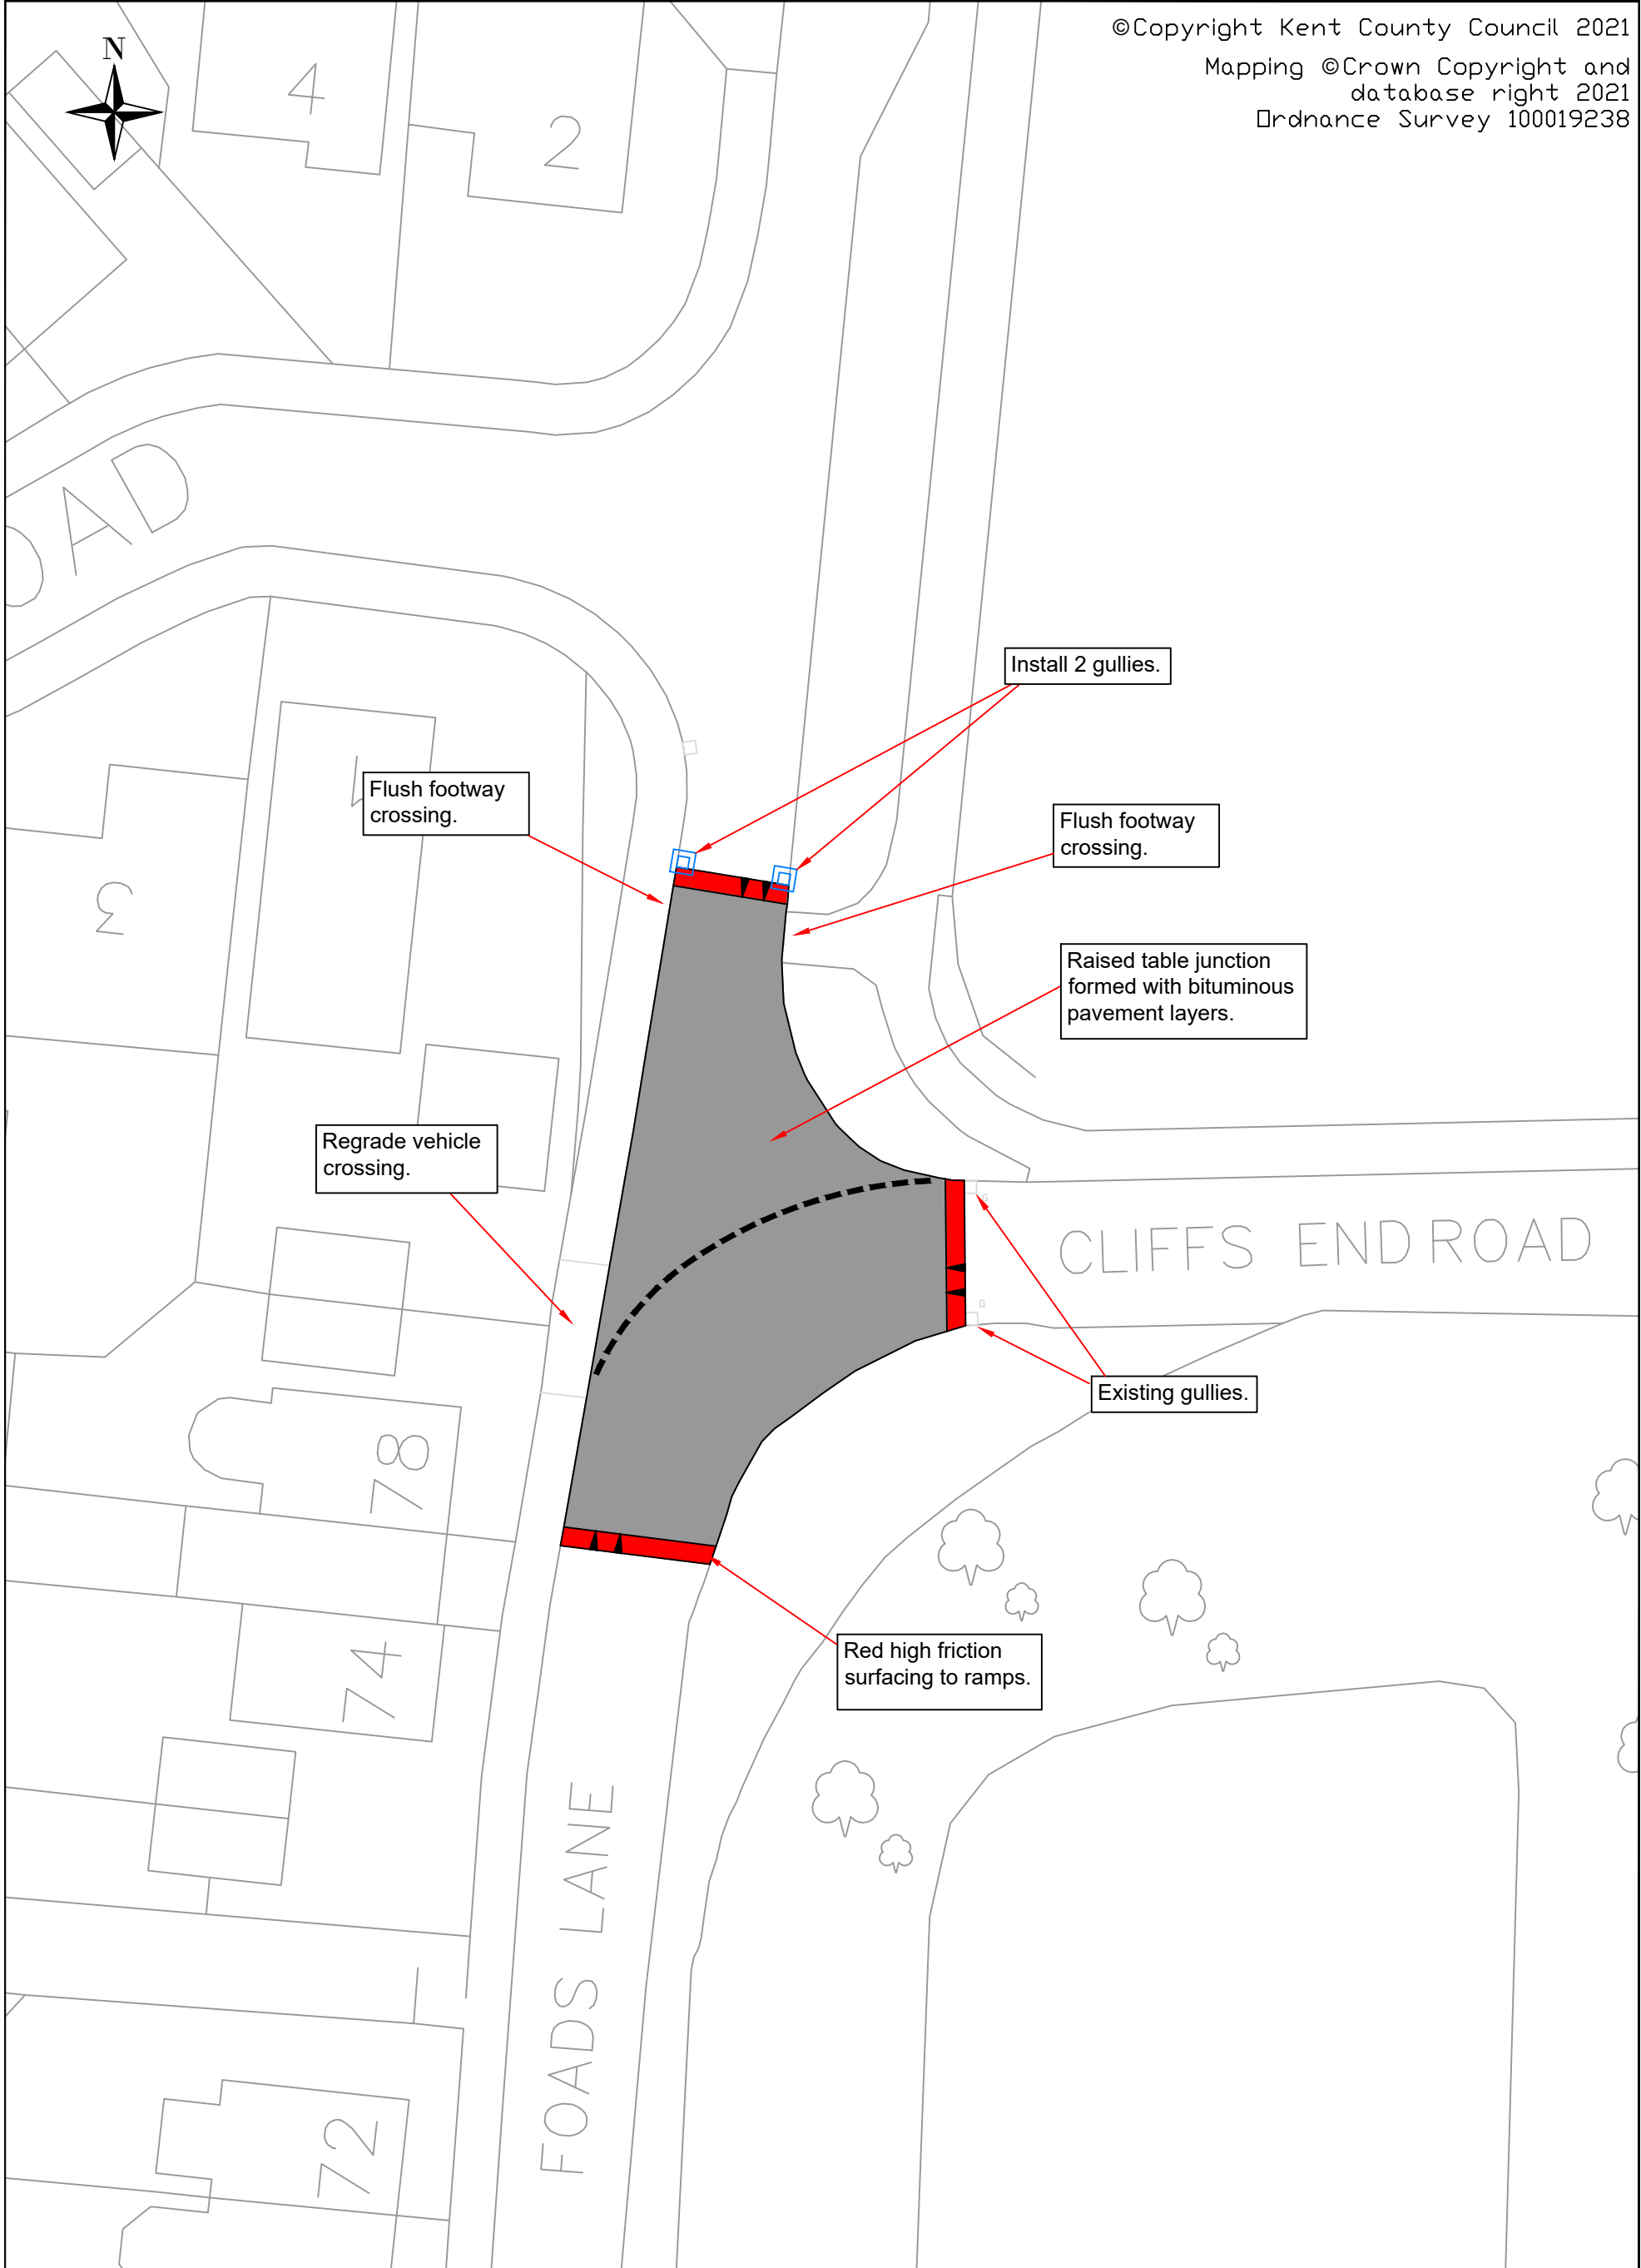 ©Copyright Kent County Council 2021
Mapping ©Crown Copyright and
database right 2021
Ordnance Survey 100019238
N
4
2
OAD
Install 2 gullies.
1
Flush footway
crossing.
Flush footway
crossing.
3
Raised table junction
formed with bituminous
pavement layers.
Regrade vehicle
crossing.
G
CLIFFS END ROAD
G
Existing gullies.
78
Red high friction
surfacing to ramps.
74
FOADS LANE
72